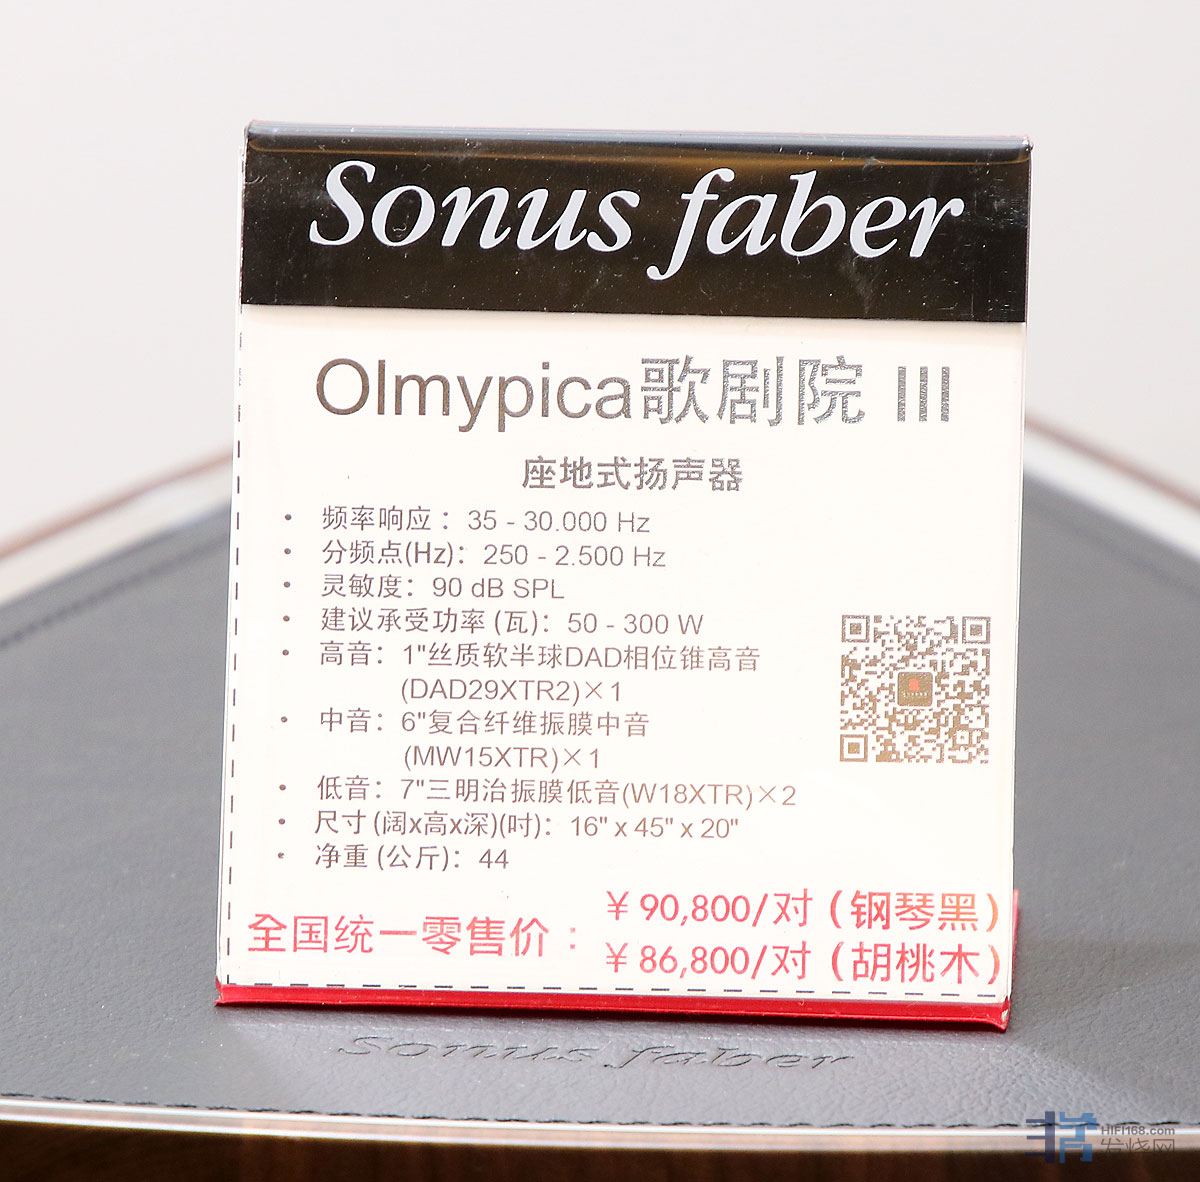 Sonus faber
Olmypica歌剧院 III
座地式扬声器
• 频率响应：35 - 30.000 Hz
• 分频点(Hz)：250 - 2.500 Hz
• 灵敏度：90 dB SPL
• 建议承受功率 (瓦)：50 - 300 W
• 高音：1"丝质软半球DAD相位锥高音
(DAD29XTR2)×1
• 中音：6"复合纤维振膜中音
(MW15XTR)×1
• 低音：7"三明治振膜低音(W18XTR)×2
• 尺寸 (阔x高x深)(吋)：16" x 45" x 20"
• 净重 (公斤)：44
全国统一零售价：
¥ 90,800/对（钢琴黑）
¥ 86,800/对（胡桃木）
Sonus faber
HIFI168.com
发烧网